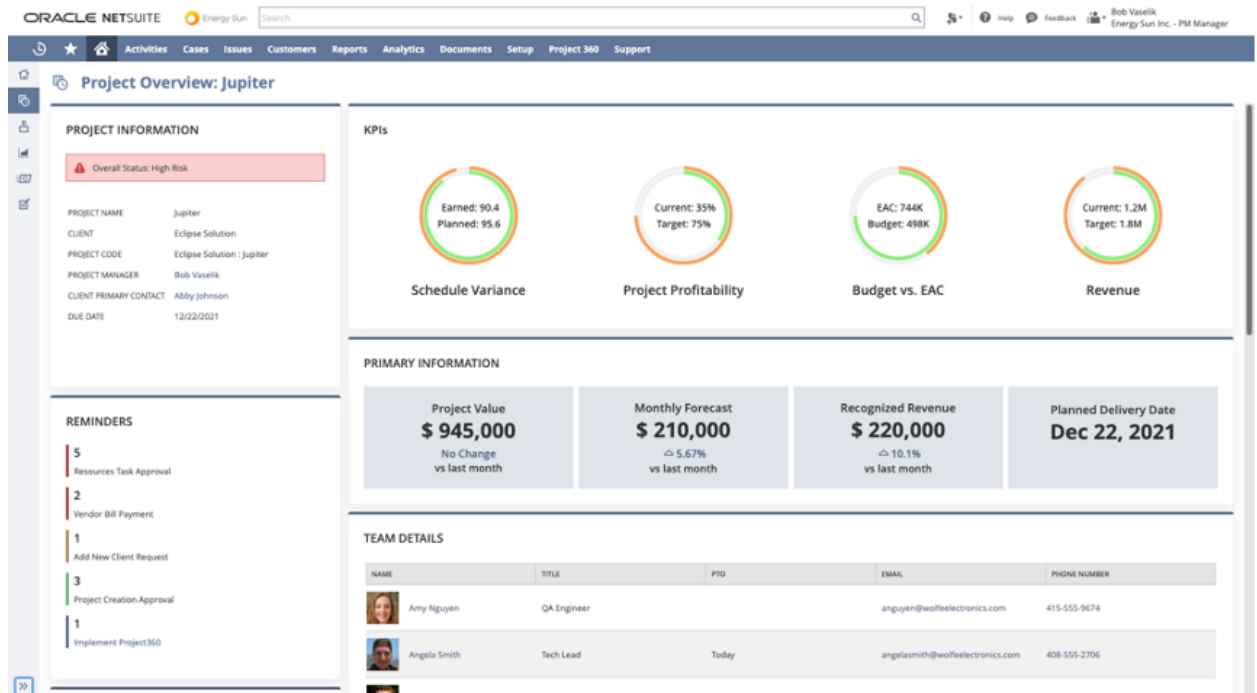 ORACLE NETSUITE
Energy Sun
Search
Help
Feedback
Bob Vaselik
Energy Sun Inc. - PM Manager
Activities Cases Issues Customers Reports Analytics Documents Setup Project 360 Support
Project Overview: Jupiter
PROJECT INFORMATION
Overall Status: High Risk
PROJECT NAME Jupiter
CLIENT Eclipse Solution
PROJECT CODE Eclipse Solution : Jupiter
PROJECT MANAGER Bob Vaselik
CLIENT PRIMARY CONTACT Abby Johnson
DUE DATE 12/22/2021
KPIs
Earned: 90.4
Planned: 95.6
Schedule Variance
Current: 35%
Target: 75%
Project Profitability
EAC: 744K
Budget: 498K
Budget vs. EAC
Current: 1.2M
Target: 1.8M
Revenue
PRIMARY INFORMATION
Project Value
$ 945,000
No Change
vs last month
Monthly Forecast
$ 210,000
5.67%
vs last month
Recognized Revenue
$ 220,000
10.1%
vs last month
Planned Delivery Date
Dec 22, 2021
REMINDERS
5
Resources Task Approval
2
Vendor Bill Payment
1
Add New Client Request
3
Project Creation Approval
1
Implement Project360
TEAM DETAILS
NAME TITLE PTO EMAIL PHONE NUMBER
Amy Nguyen QA Engineer anguyen@wolfeelectronics.com 415-555-9674
Angela Smith Tech Lead Today angelasmith@wolfeelectronics.com 408-555-2706